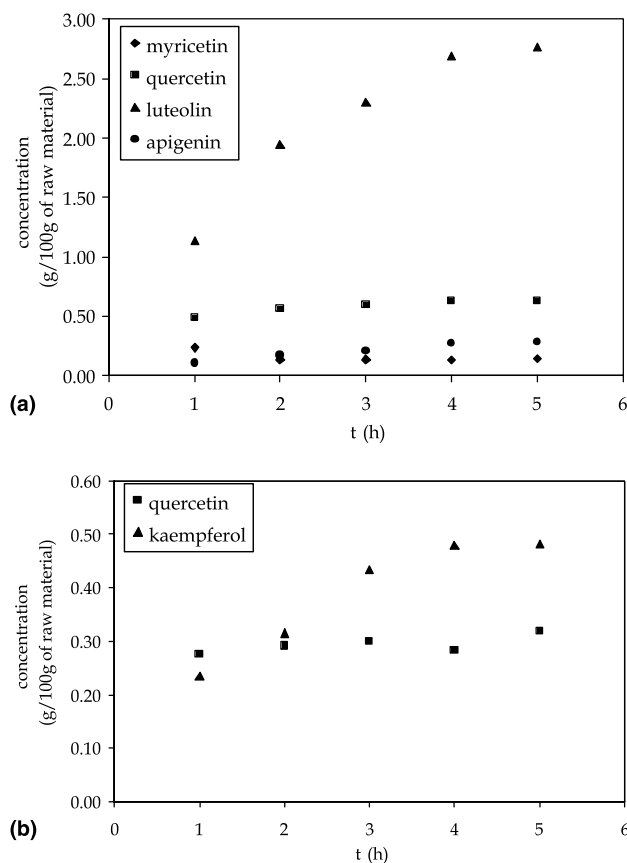 3.00
2.50
2.00
1.50
1.00
0.50
0.00
concentration
(g/100g of raw material)
myricetin
quercetin
luteolin
apigenin
0 1 2 3 4 5 6
t (h)
(a)
0.60
0.50
0.40
0.30
0.20
0.10
0.00
concentration
(g/100g of raw material)
quercetin
kaempferol
0 1 2 3 4 5 6
t (h)
(b)